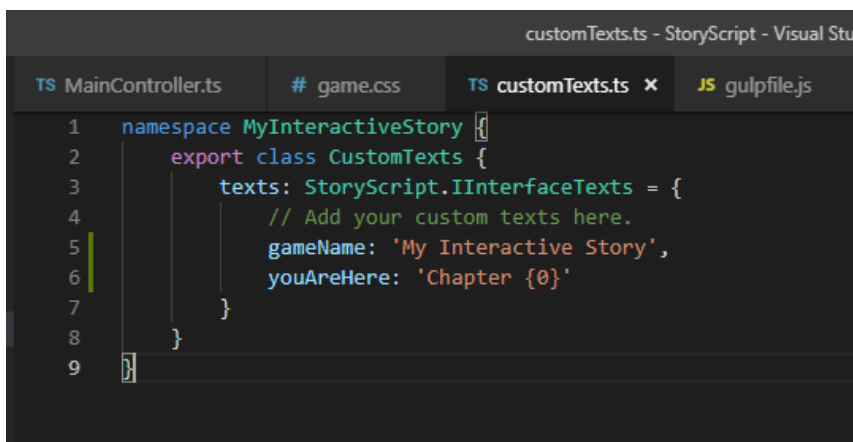 customTexts.ts - StoryScript - Visual Stu
TS MainController.ts # game.css TS customTexts.ts × JS gulpfile.js
1 namespace MyInteractiveStory {
2     export class CustomTexts {
3         texts: StoryScript.IInterfaceTexts = {
4             // Add your custom texts here.
5             gameName: 'My Interactive Story',
6             youAreHere: 'Chapter {0}'
7         }
8     }
9 }